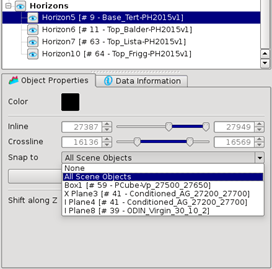 Horizons
Horizon5 [# 9 - Base_Tert-PH2015v1]
Horizon6 [# 11 - Top_Balder-PH2015v1]
Horizon7 [# 63 - Top_Lista-PH2015v1]
Horizon10 [# 64 - Top_Frigg-PH2015v1]
Object Properties
Data Information
Color
Inline 27387 27949
Crossline 16136 16569
Snap to All Scene Objects
None
All Scene Objects
Box1 [# 59 - PCube-Vp_27500_27650]
X Plane3 [# 41 - Conditioned_AG_27200_27700]
I Plane4 [# 41 - Conditioned_AG_27200_27700]
I Plane8 [# 39 - ODIN_Virgin_30_10_2]
Shift along Z